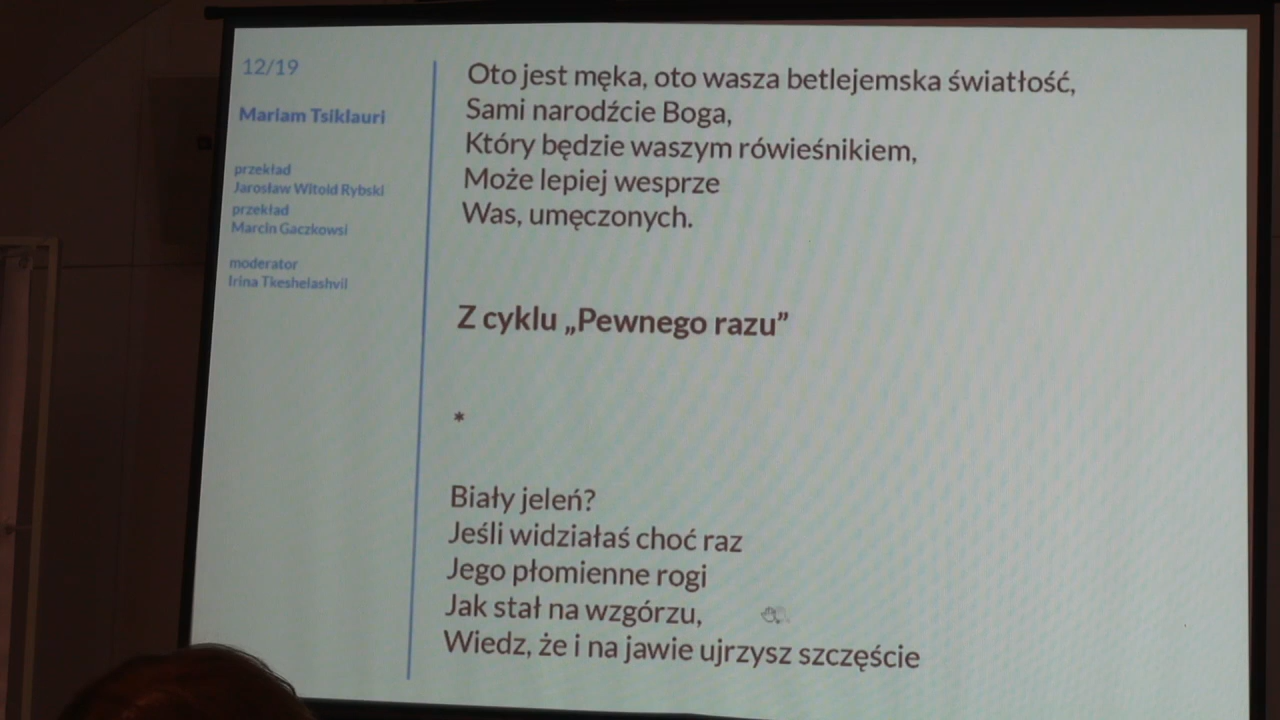 12/19
Mariam Tsiklauri
przekład
Jarosław Witold Rybski
przekład
Marcin Gaczkowsi
moderator
Irina Tkeshelashvil
Oto jest męka, oto wasza betlejemska światłość,
Sami narodźcie Boga,
Który będzie waszym rówieśnikiem,
Może lepiej wesprze
Was, umęczonych.
Z cyklu „Pewnego razu”
*
Biały jeleń?
Jeśli widziałaś choć raz
Jego płomienne rogi
Jak stał na wzgórzu,
Wiedz, że i na jawie ujrzysz szczęście